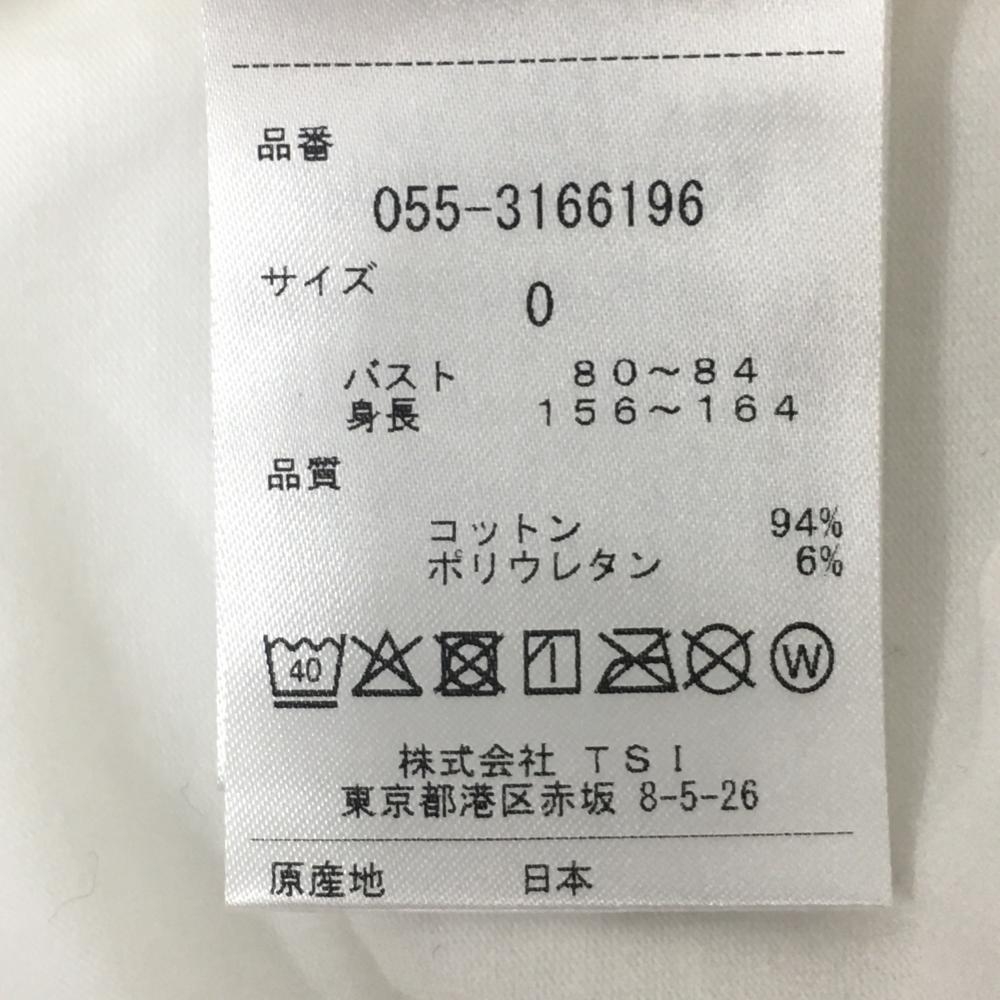 品番
055-3166196
サイズ
0
バスト 80～84
身長 156～164
品質
コットン 94%
ポリウレタン 6%
40 W
株式会社 TSI
東京都港区赤坂 8-5-26
原産地 日本